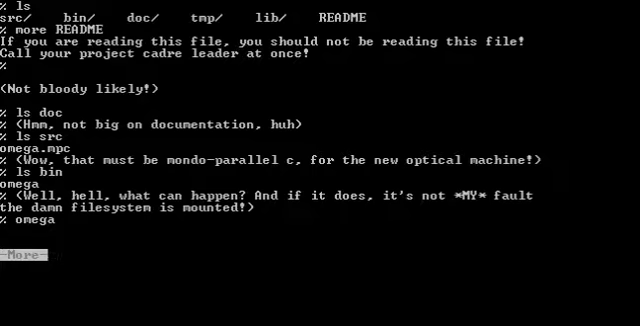 % ls
src/ bin/ doc/ tmp/ lib/ README
% more README
If you are reading this file, you should not be reading this file!
Call your project cadre leader at once!
%
(Not bloody likely!)
% ls doc
% (Hmm, not big on documentation, huh)
% ls src
omega.mpc
% (Wow, that must be mondo-parallel c, for the new optical machine!)
% ls bin
omega
% (Well, hell, what can happen? And if it does, it's not *MY* fault
the damn filesystem is mounted!)
% omega
-More-